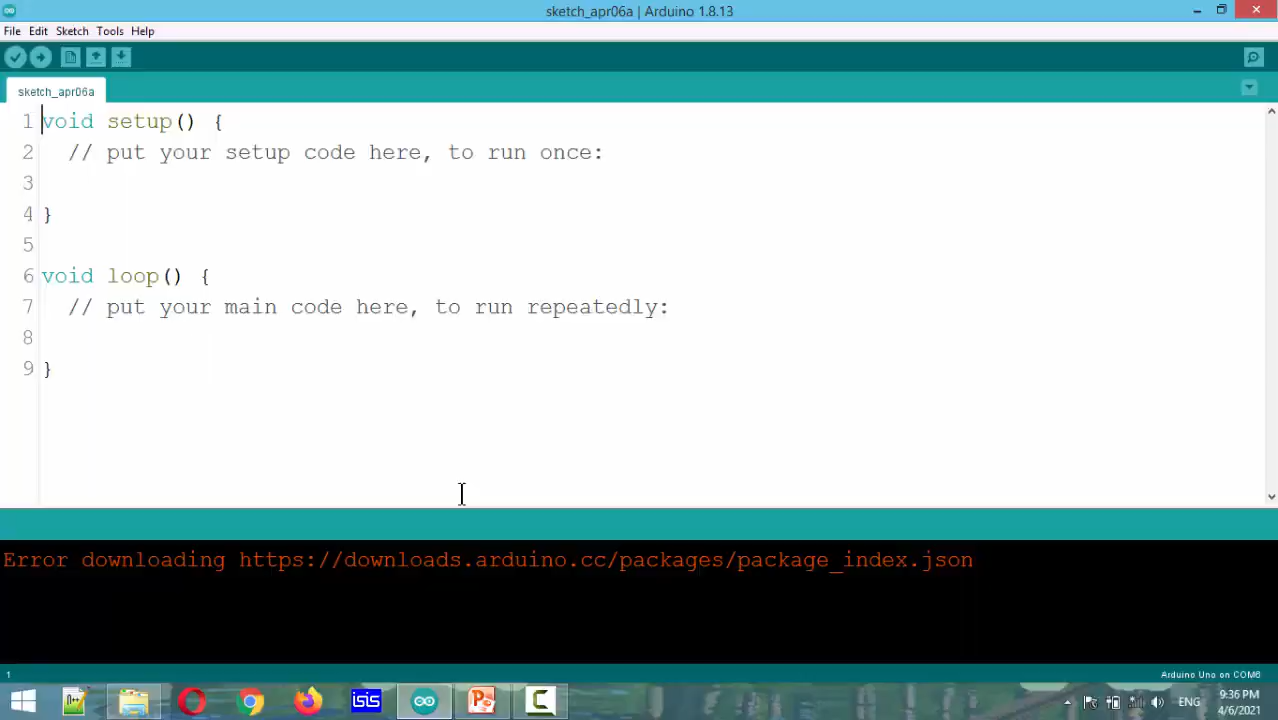 sketch_apr06a | Arduino 1.8.13
File Edit Sketch Tools Help
sketch_apr06a
1 void setup() {
2 // put your setup code here, to run once:
3
4 }
5
6 void loop() {
7 // put your main code here, to run repeatedly:
8
9 }
Error downloading https://downloads.arduino.cc/packages/package_index.json
1 Arduino Uno on COM6
isis
ENG
9:36 PM
4/6/2021